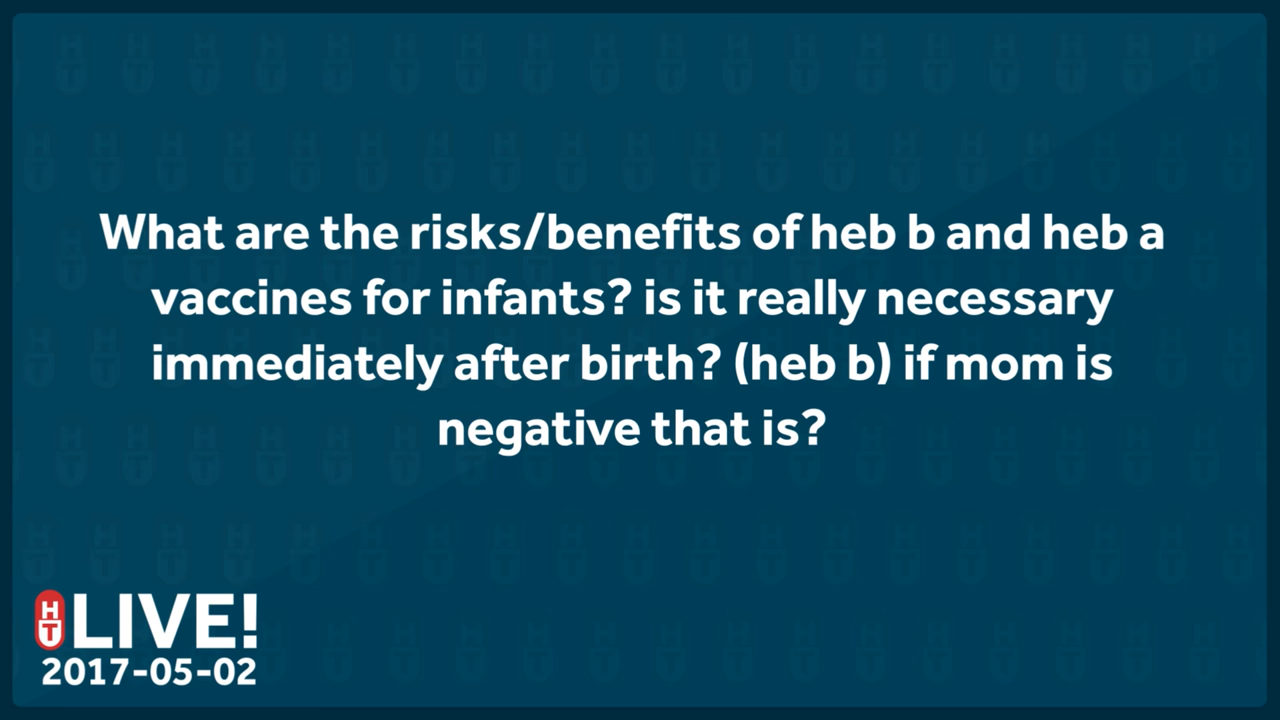 What are the risks/benefits of heb b and heb a
vaccines for infants? is it really necessary
immediately after birth? (heb b) if mom is
negative that is?
HT LIVE!
2017-05-02